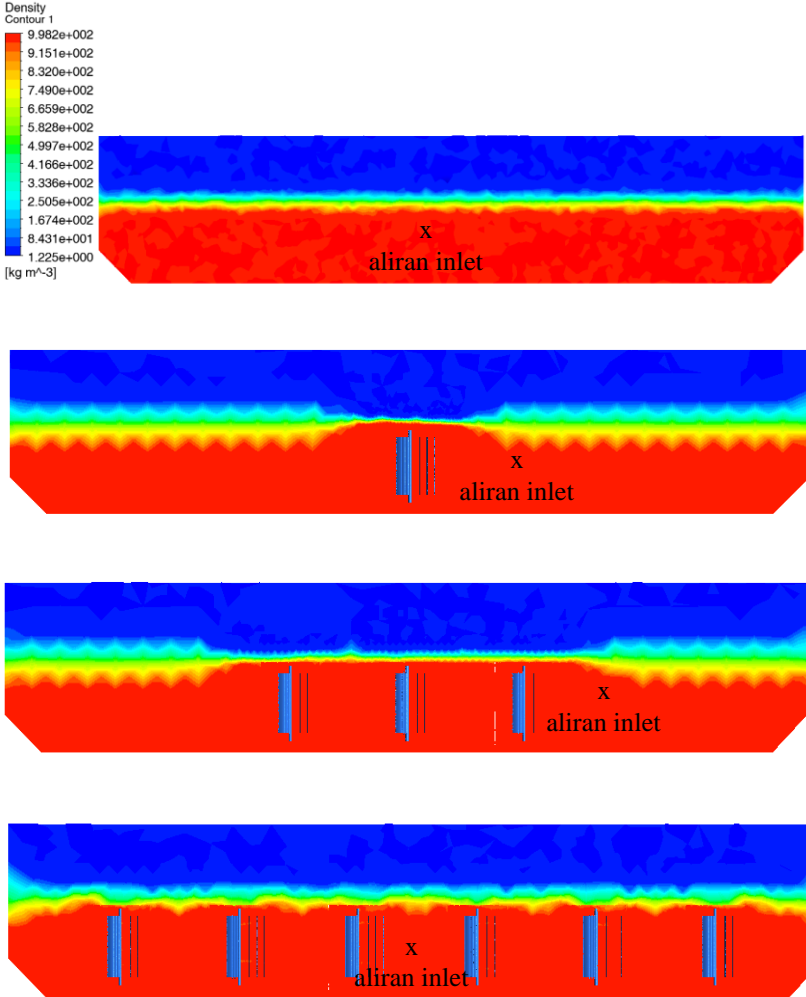 Density
Contour 1
9.982e+002
9.151e+002
8.320e+002
7.490e+002
6.659e+002
5.828e+002
4.997e+002
4.166e+002
3.336e+002
2.505e+002
1.674e+002
8.431e+001
1.225e+000
[kg m^-3]
x
aliran inlet
x
aliran inlet
x
aliran inlet
x
aliran inlet